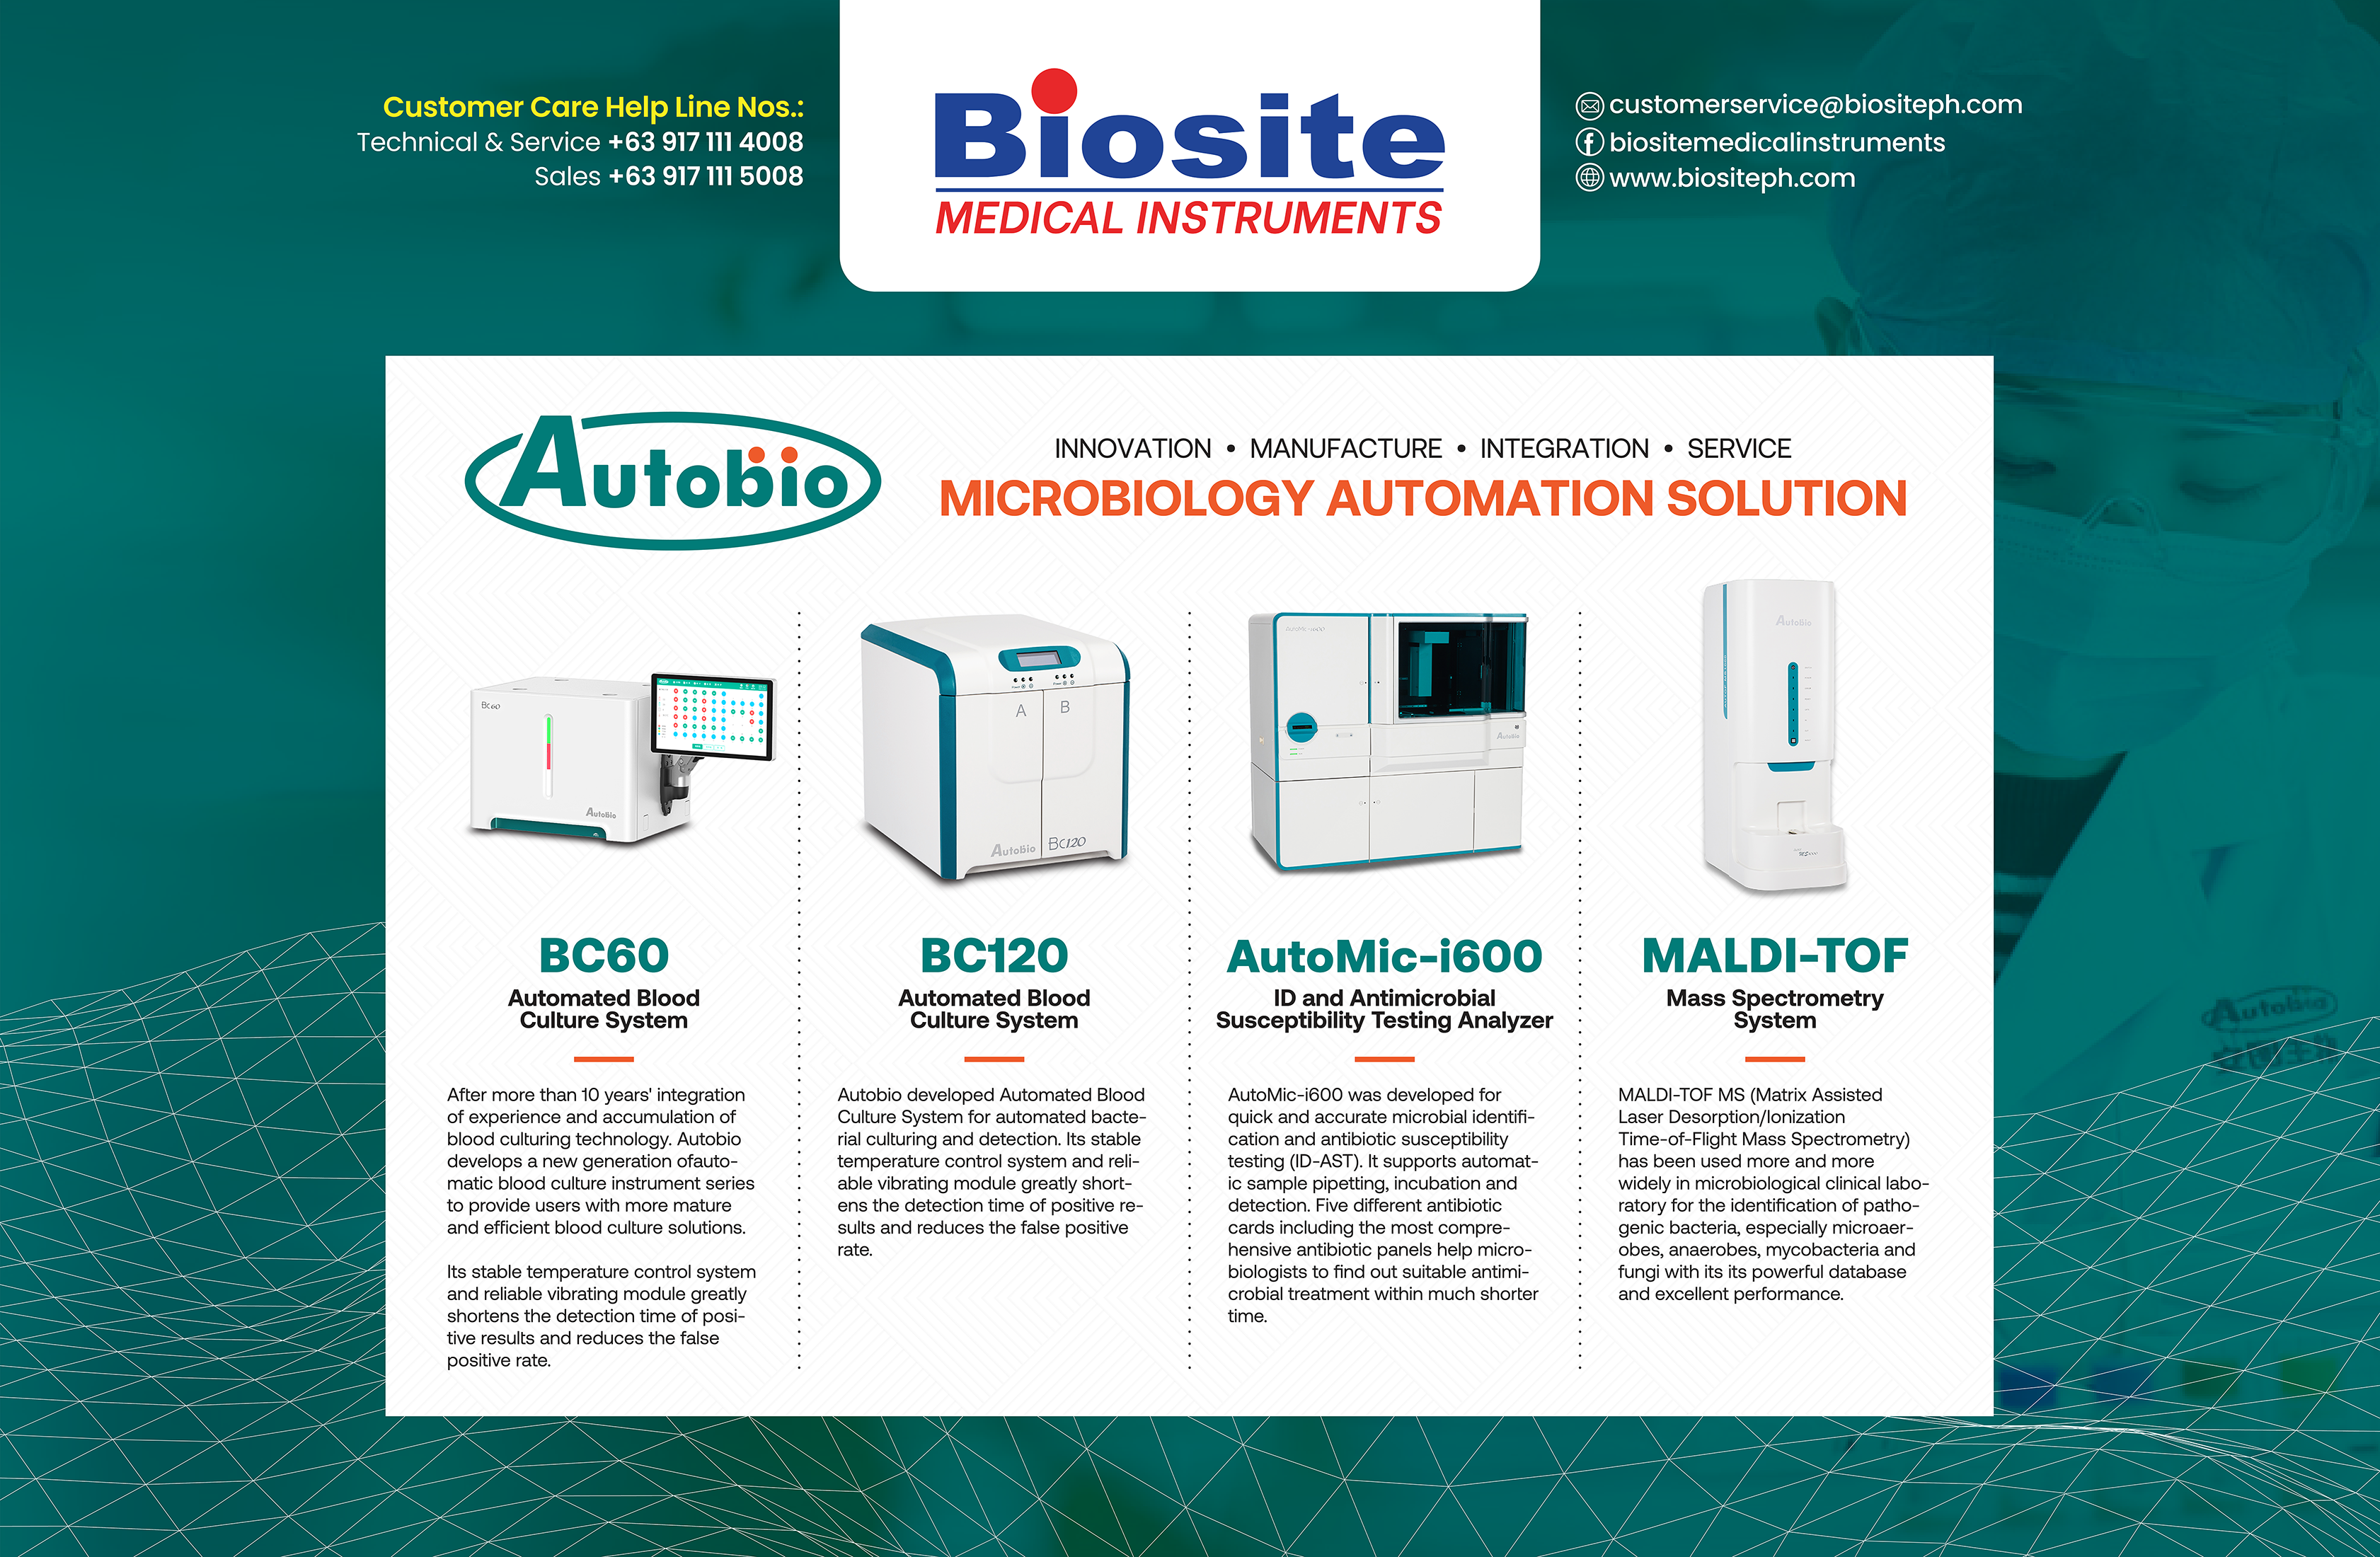 Customer Care Help Line Nos.:
Technical & Service +63 917 111 4008
Sales +63 917 111 5008
Biosite
MEDICAL INSTRUMENTS
customerservice@biositeph.com
biositemedicalinstruments
www.biositeph.com
Autobio
INNOVATION • MANUFACTURE • INTEGRATION • SERVICE
MICROBIOLOGY AUTOMATION SOLUTION
BC60
Autobio
A
B
Autobio
BC120
AutoMic-i600
Autobio
Autobio
BC60
Automated Blood
Culture System
After more than 10 years' integration
of experience and accumulation of
blood culturing technology. Autobio
develops a new generation ofauto-
matic blood culture instrument series
to provide users with more mature
and efficient blood culture solutions.
Its stable temperature control system
and reliable vibrating module greatly
shortens the detection time of posi-
tive results and reduces the false
positive rate.
BC120
Automated Blood
Culture System
Autobio developed Automated Blood
Culture System for automated bacte-
rial culturing and detection. Its stable
temperature control system and reli-
able vibrating module greatly short-
ens the detection time of positive re-
sults and reduces the false positive
rate.
AutoMic-i600
ID and Antimicrobial
Susceptibility Testing Analyzer
AutoMic-i600 was developed for
quick and accurate microbial identifi-
cation and antibiotic susceptibility
testing (ID-AST). It supports automat-
ic sample pipetting, incubation and
detection. Five different antibiotic
cards including the most compre-
hensive antibiotic panels help micro-
biologists to find out suitable antimi-
crobial treatment within much shorter
time.
MALDI-TOF
Mass Spectrometry
System
MALDI-TOF MS (Matrix Assisted
Laser Desorption/Ionization
Time-of-Flight Mass Spectrometry)
has been used more and more
widely in microbiological clinical labo-
ratory for the identification of patho-
genic bacteria, especially microaer-
obes, anaerobes, mycobacteria and
fungi with its its powerful database
and excellent performance.
Autobio